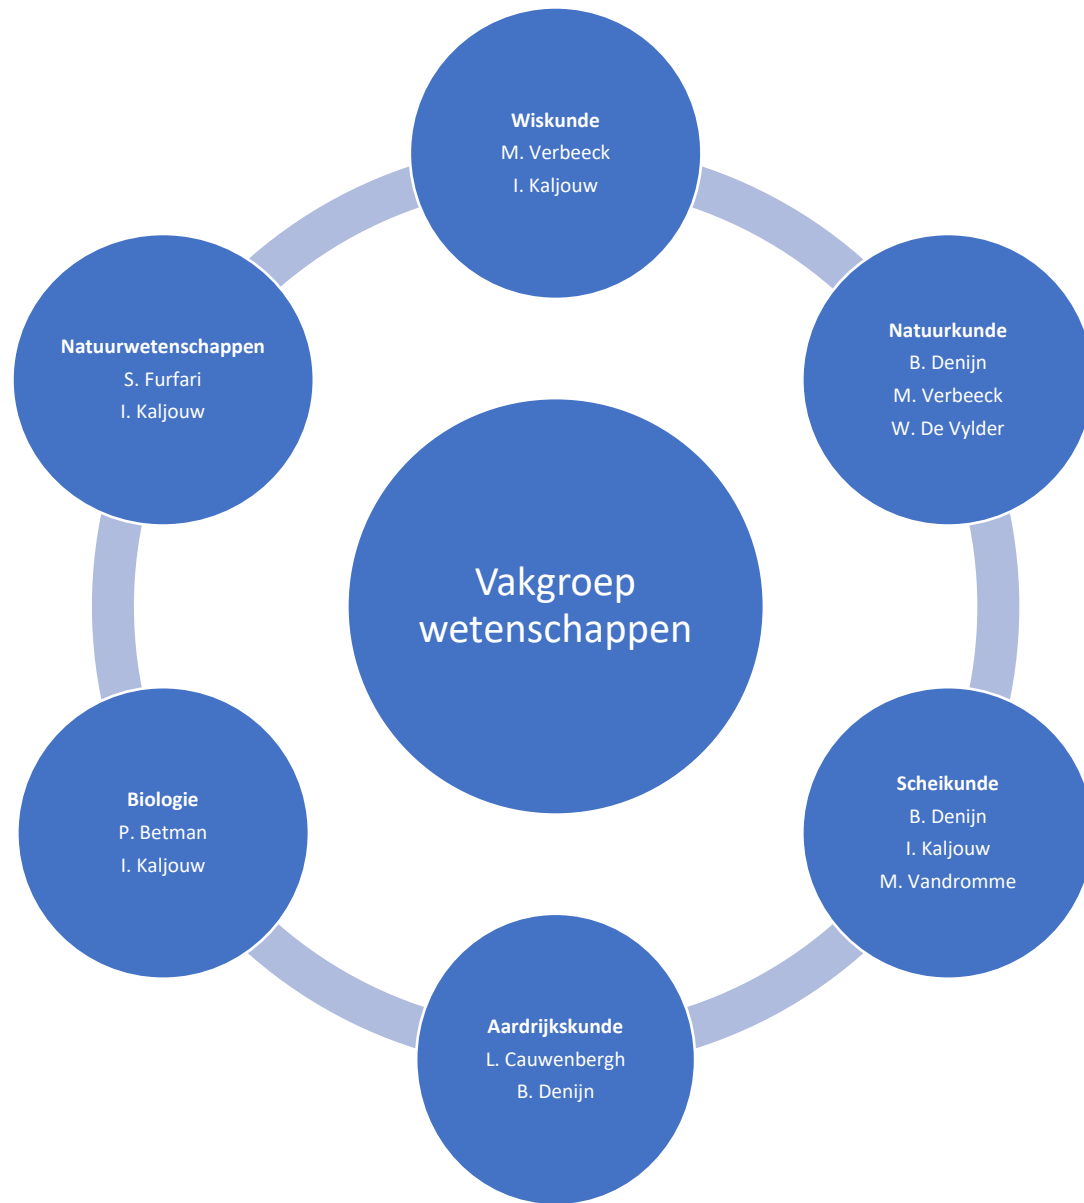 Wiskunde
M. Verbeeck
I. Kaljouw
Natuurkunde
B. Denijn
M. Verbeeck
W. De Vylder
Scheikunde
B. Denijn
I. Kaljouw
M. Vandromme
Aardrijkskunde
L. Cauwenbergh
B. Denijn
Biologie
P. Betman
I. Kaljouw
Natuurwetenschappen
S. Furfari
I. Kaljouw
Vakgroep
wetenschappen